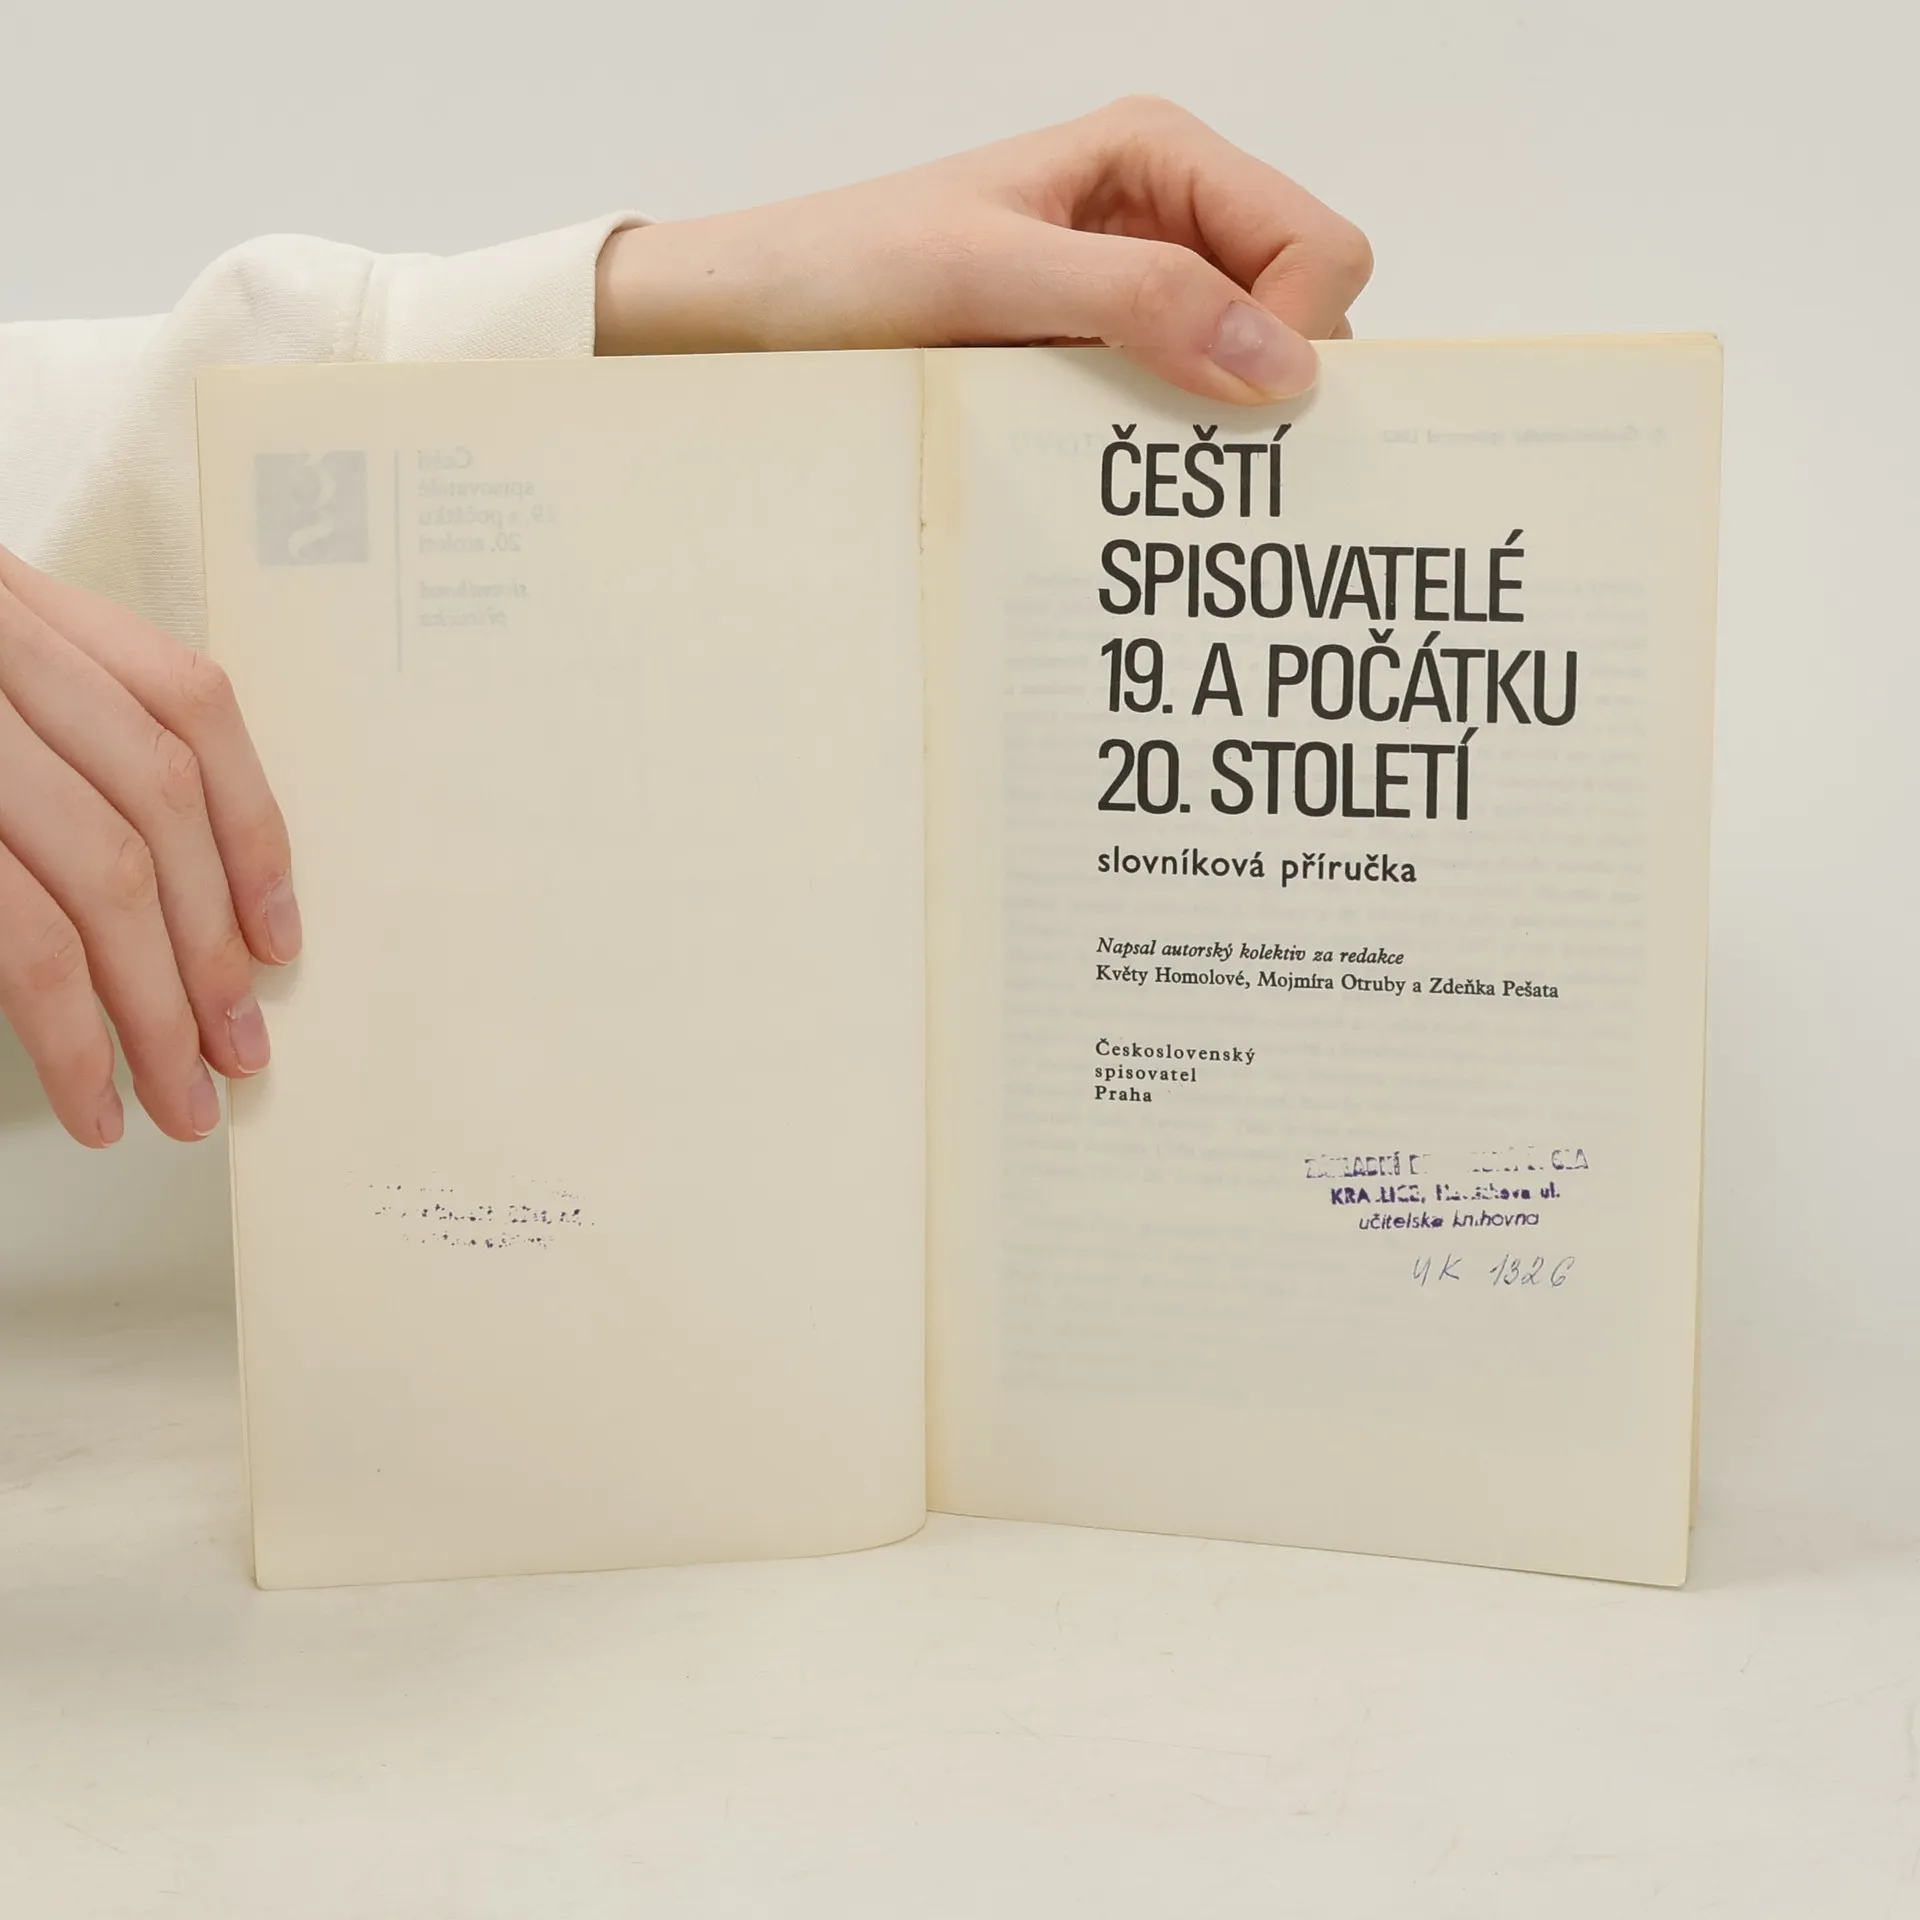 ČEŠTÍ
SPISOVATELÉ
19. A POČÁTKU
20. STOLETÍ
slovníková příručka
Napsal autorský kolektiv za redakce
Květy Homolové, Mojmíra Otruby a Zdeňka Pešata
Československý
spisovatel
Praha
ul.
učitelska knihovna
UK 1326